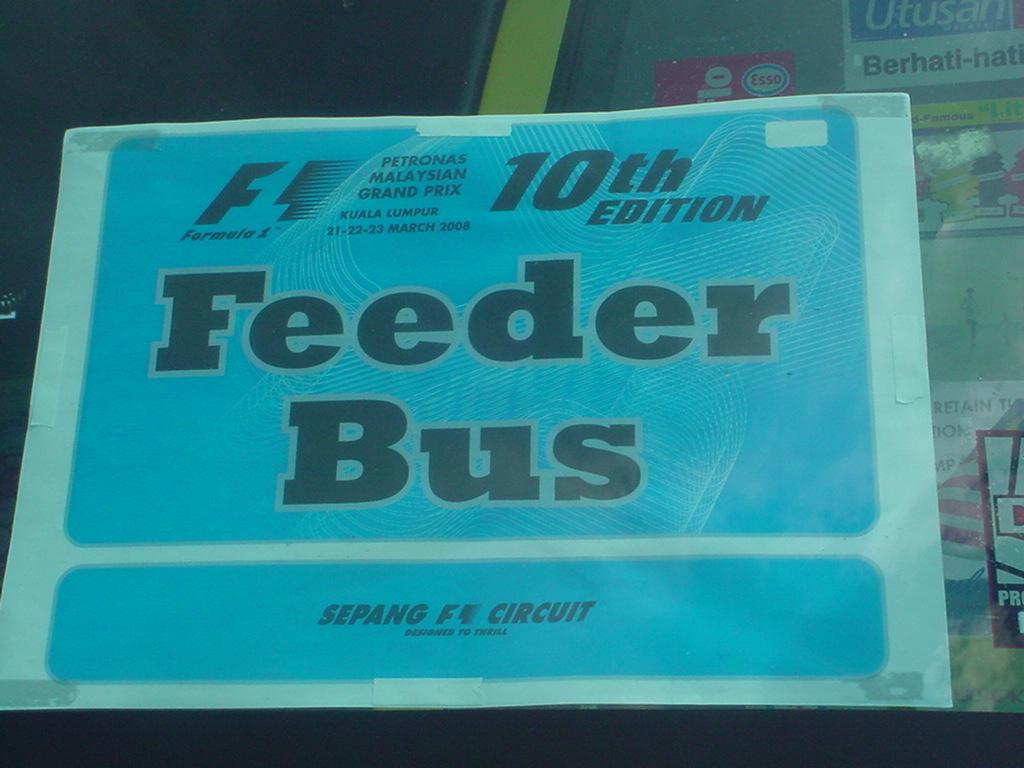 Utusan
Berhati-hati
Esso
F1
Formula 1
PETRONAS
MALAYSIAN
GRAND PRIX
KUALA LUMPUR
21-22-23 MARCH 2008
10th
EDITION
Feeder
Bus
SEPANG F1 CIRCUIT
DESIGNED TO THRILL
RETAIN